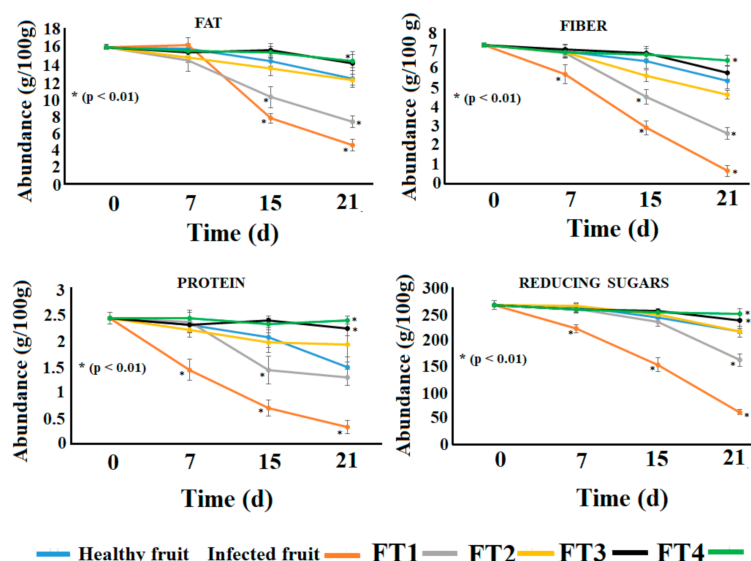 FAT
Abundance (g/100g)
18
16
14
12
10
8
6
4
2
0
* (p < 0.01)
* * * * *
0 7 15 21
Time (d)
FIBER
Abundance (g/100 g)
8
7
6
5
4
3
2
1
0
* (p < 0.01)
* * * * * *
0 7 15 21
Time (d)
PROTEIN
Abundance (g/100g)
3
2.5
2
1.5
1
0.5
0
* (p < 0.01)
* * * * * *
0 7 15 21
Time (d)
REDUCING SUGARS
Abundance (g/100g)
300
250
200
150
100
50
0
* (p < 0.01)
* * * * * *
0 7 15 21
Time (d)
Healthy fruit Infected fruit FT1 FT2 FT3 FT4